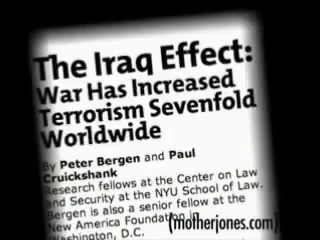 The Iraq Effect:
War Has Increased
Terrorism Sevenfold
Worldwide
By Peter Bergen and Paul
Cruickshank
Research fellows at the Center on Law
and Security at the NYU School of Law.
Bergen is also a senior fellow at the
New America Foundation in
Washington, D.C.
(motherjones.com)